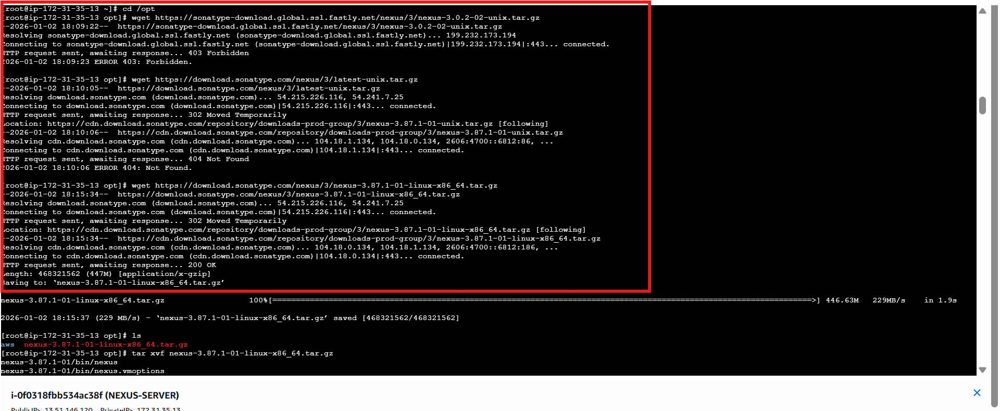 [root@ip-172-31-35-13 ~]# cd /opt
[root@ip-172-31-35-13 opt]# wget https://sonatype-download.global.ssl.fastly.net/nexus/3/nexus-3.0.2-02-unix.tar.gz
--2026-01-02 18:09:22--  https://sonatype-download.global.ssl.fastly.net/nexus/3/nexus-3.0.2-02-unix.tar.gz
Resolving sonatype-download.global.ssl.fastly.net (sonatype-download.global.ssl.fastly.net)... 199.232.173.194
Connecting to sonatype-download.global.ssl.fastly.net (sonatype-download.global.ssl.fastly.net)|199.232.173.194|:443... connected.
HTTP request sent, awaiting response... 403 Forbidden
2026-01-02 18:09:23 ERROR 403: Forbidden.
[root@ip-172-31-35-13 opt]# wget https://download.sonatype.com/nexus/3/latest-unix.tar.gz
--2026-01-02 18:10:05--  https://download.sonatype.com/nexus/3/latest-unix.tar.gz
Resolving download.sonatype.com (download.sonatype.com)... 54.215.226.116, 54.241.7.25
Connecting to download.sonatype.com (download.sonatype.com)|54.215.226.116|:443... connected.
HTTP request sent, awaiting response... 302 Moved Temporarily
Location: https://cdn.download.sonatype.com/repository/downloads-prod-group/3/nexus-3.87.1-01-unix.tar.gz [following]
--2026-01-02 18:10:06--  https://cdn.download.sonatype.com/repository/downloads-prod-group/3/nexus-3.87.1-01-unix.tar.gz
Resolving cdn.download.sonatype.com (cdn.download.sonatype.com)... 104.18.1.134, 104.18.0.134, 2606:4700::6812:86, ...
Connecting to cdn.download.sonatype.com (cdn.download.sonatype.com)|104.18.1.134|:443... connected.
HTTP request sent, awaiting response... 404 Not Found
2026-01-02 18:10:06 ERROR 404: Not Found.
[root@ip-172-31-35-13 opt]# wget https://download.sonatype.com/nexus/3/nexus-3.87.1-01-linux-x86_64.tar.gz
--2026-01-02 18:15:34--  https://download.sonatype.com/nexus/3/nexus-3.87.1-01-linux-x86_64.tar.gz
Resolving download.sonatype.com (download.sonatype.com)... 54.215.226.116, 54.241.7.25
Connecting to download.sonatype.com (download.sonatype.com)|54.215.226.116|:443... connected.
HTTP request sent, awaiting response... 302 Moved Temporarily
Location: https://cdn.download.sonatype.com/repository/downloads-prod-group/3/nexus-3.87.1-01-linux-x86_64.tar.gz [following]
--2026-01-02 18:15:34--  https://cdn.download.sonatype.com/repository/downloads-prod-group/3/nexus-3.87.1-01-linux-x86_64.tar.gz
Resolving cdn.download.sonatype.com (cdn.download.sonatype.com)... 104.18.0.134, 104.18.1.134, 2606:4700::6812:186, ...
Connecting to cdn.download.sonatype.com (cdn.download.sonatype.com)|104.18.0.134|:443... connected.
HTTP request sent, awaiting response... 200 OK
Length: 468321562 (447M) [application/x-gzip]
Saving to: ‘nexus-3.87.1-01-linux-x86_64.tar.gz’
nexus-3.87.1-01-linux-x86_64.tar.gz 100%[===================================================================================================================>] 446.63M 229MB/s in 1.9s
2026-01-02 18:15:37 (229 MB/s) - ‘nexus-3.87.1-01-linux-x86_64.tar.gz’ saved [468321562/468321562]
[root@ip-172-31-35-13 opt]# ls
aws  nexus-3.87.1-01-linux-x86_64.tar.gz
[root@ip-172-31-35-13 opt]# tar xvf nexus-3.87.1-01-linux-x86_64.tar.gz
nexus-3.87.1-01/bin/nexus
nexus-3.87.1-01/bin/nexus.vmoptions
i-0f0318fbb534ac38f (NEXUS-SERVER)
PublicIPs: 13.51.146.120 PrivateIPs: 172.31.35.13